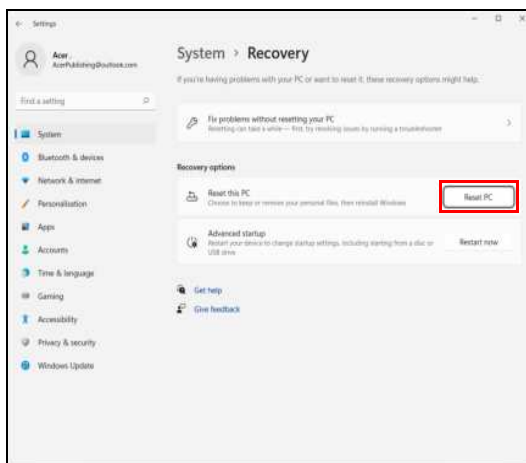 Settings
Acer .
AcerPublishing@outlook.com
Find a setting
System
Bluetooth & devices
Network & internet
Personalization
Apps
Accounts
Time & language
Gaming
Accessibility
Privacy & security
Windows Update
System > Recovery
If you're having problems with your PC or want to reset it, these recovery options might help.
Fix problems without resetting your PC
Resetting can take a while — first, try resolving issues by running a troubleshooter
Recovery options
Reset this PC
Choose to keep or remove your personal files, then reinstall Windows
Reset PC
Advanced startup
Restart your device to change startup settings, including starting from a disc or
USB drive
Restart now
Get help
Give feedback